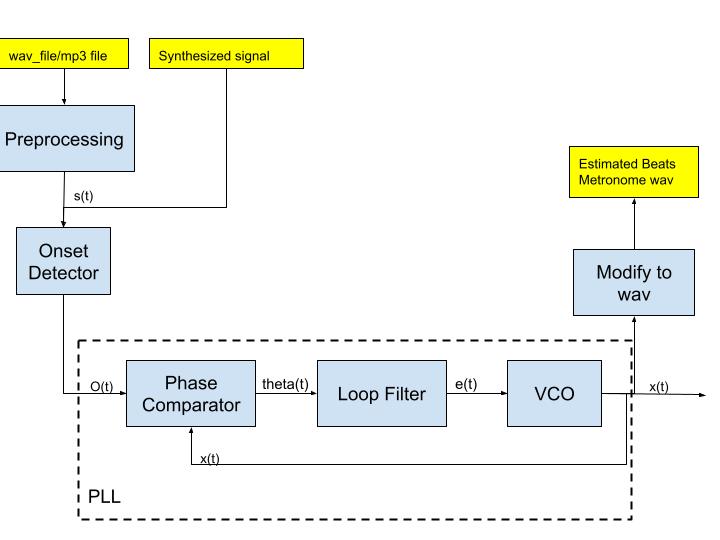 wav_file/mp3 file
Synthesized signal
Preprocessing
s(t)
Onset
Detector
Estimated Beats
Metronome wav
Modify to
wav
O(t)
Phase
Comparator
theta(t)
Loop Filter
e(t)
VCO
x(t)
x(t)
PLL